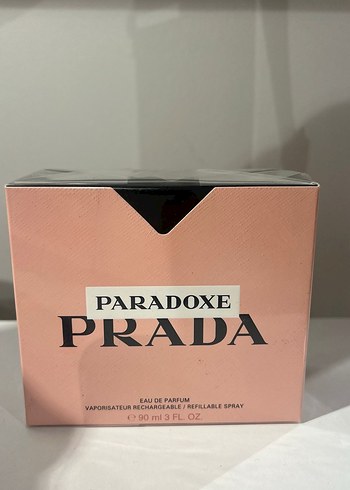 PARADOXE
PRADA
EAU DE PARFUM
VAPORISATEUR RECHARGEABLE / REFILLABLE SPRAY
℮ 90 ml 3 FL. OZ.